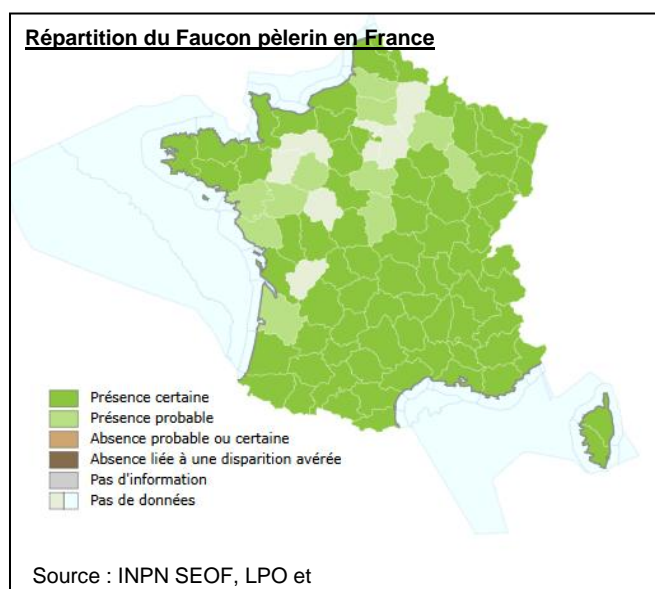 Répartition du Faucon pèlerin en France
Présence certaine
Présence probable
Absence probable ou certaine
Absence liée à une disparition avérée
Pas d'information
Pas de données
Source : INPN SEOF, LPO et